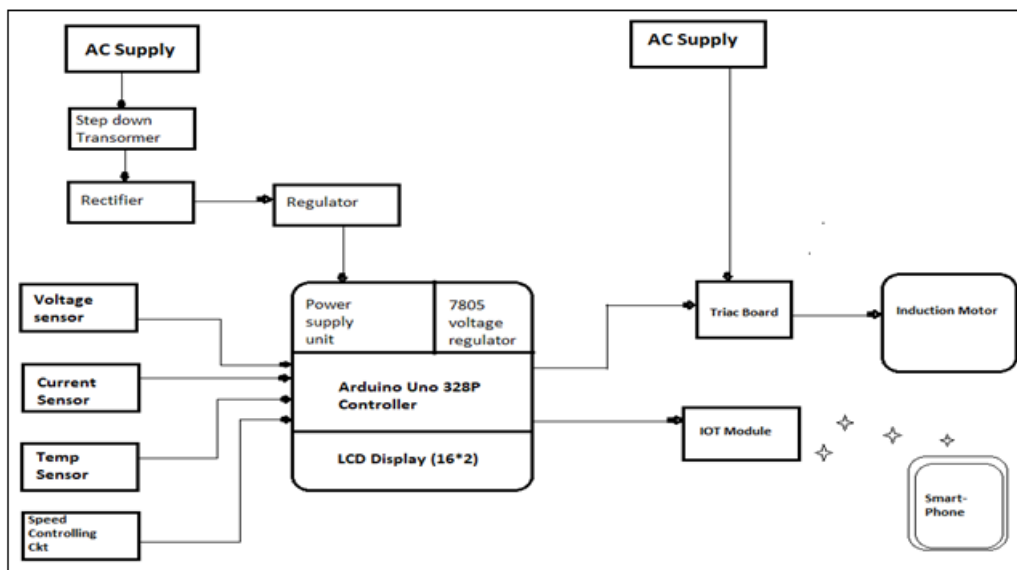 AC Supply
AC Supply
Step down
Transormer
Rectifier
Regulator
Voltage
sensor
Power
supply
unit
7805
voltage
regulator
Triac Board
Induction Motor
Current
Sensor
Arduino Uno 328P
Controller
IOT Module
Temp
Sensor
LCD Display (16*2)
Smart-
Phone
Speed
Controlling
Ckt